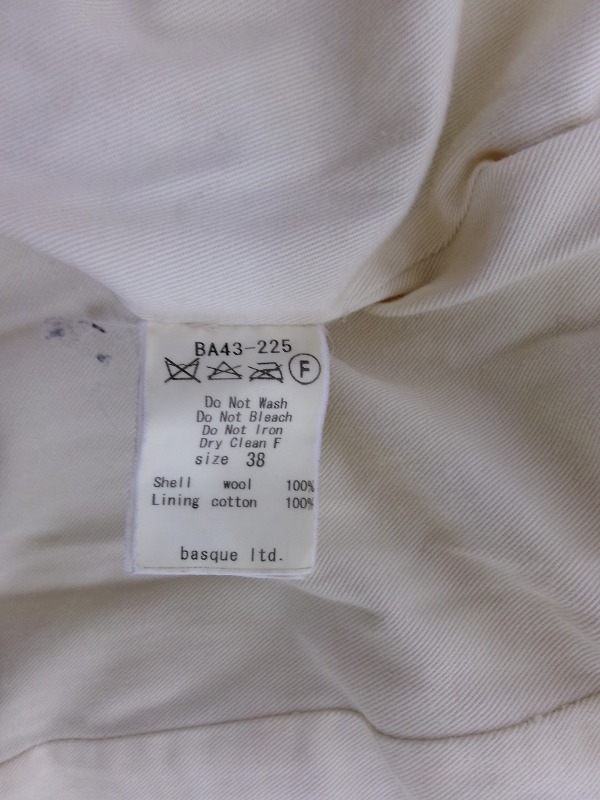 BA43-225
F
Do Not Wash
Do Not Bleach
Do Not Iron
Dry Clean F
size 38
Shell wool 100%
Lining cotton 100%
basque ltd.